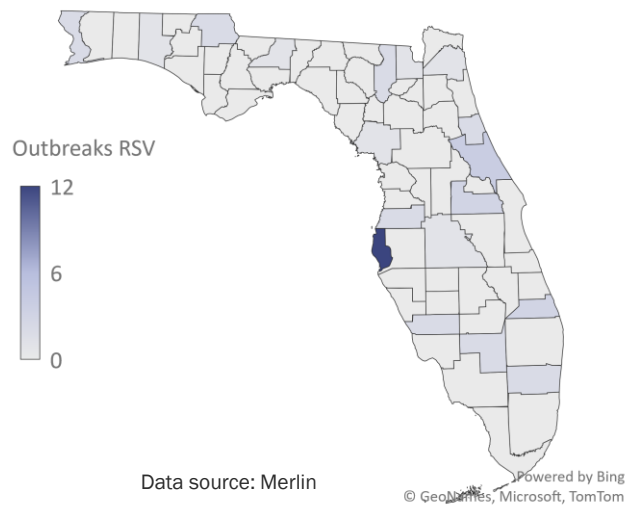 Outbreaks RSV
12
6
0
Data source: Merlin
Powered by Bing
© GeoNames, Microsoft, TomTom